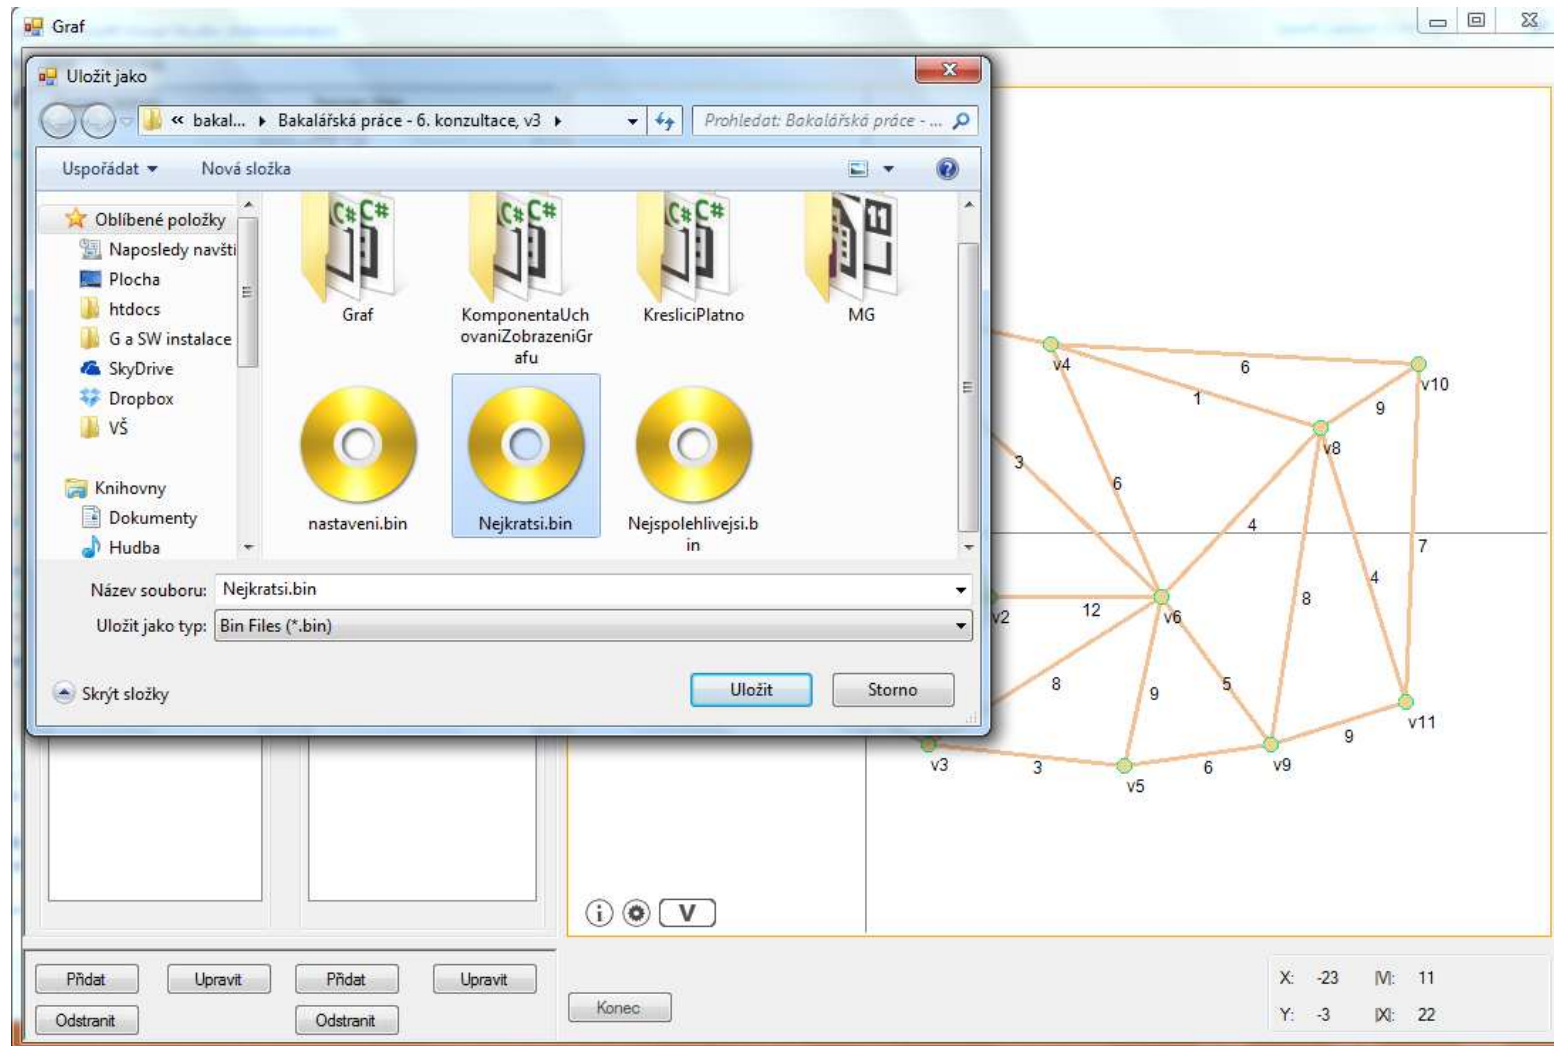 Graf
Uložit jako
« bakal... ▸ Bakalářská práce - 6. konzultace, v3 ▸
Prohledat: Bakalářská práce - ...
Uspořádat
Nová složka
Oblíbené položky
Naposledy navšti
Plocha
htdocs
G a SW instalace
SkyDrive
Dropbox
VŠ
Knihovny
Dokumenty
Hudba
C# C#
C# C#
C# C#
Graf
KomponentaUch
ovaniZobrazeniGr
afu
KresliciPlatno
MG
nastaveni.bin
Nejkratsi.bin
Nejspolehlivejsi.b
in
Název souboru: Nejkratsi.bin
Uložit jako typ: Bin Files (*.bin)
Skrýt složky
Uložit
Storno
v4
6
v10
1
9
v8
3
6
4
7
4
8
v2
12
v6
8
9
5
v11
9
v3
3
v5
6
v9
i
V
Přidat
Upravit
Přidat
Upravit
Odstranit
Odstranit
Konec
X: -23 |V|: 11
Y: -3 |X|: 22